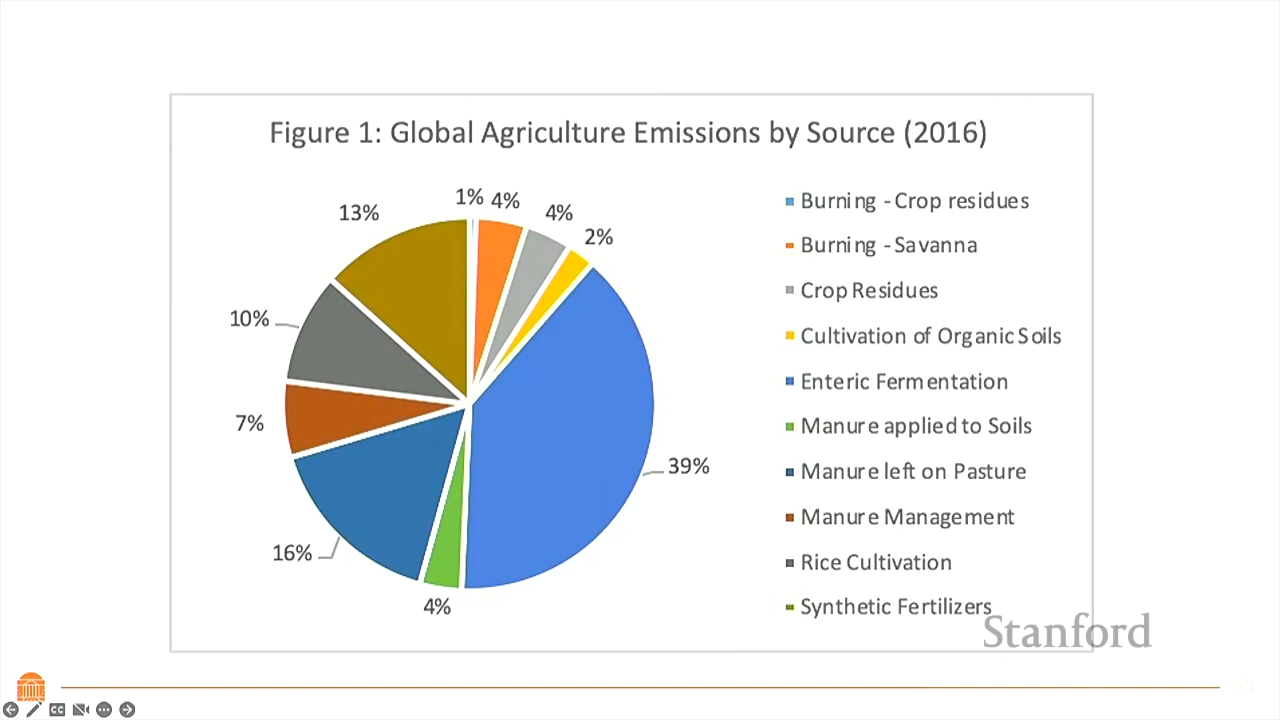 Figure 1: Global Agriculture Emissions by Source (2016)
1%
4%
4%
2%
13%
10%
7%
16%
4%
39%
Burning - Crop residues
Burning - Savanna
Crop Residues
Cultivation of Organic Soils
Enteric Fermentation
Manure applied to Soils
Manure left on Pasture
Manure Management
Rice Cultivation
Synthetic Fertilizers
Stanford
CC